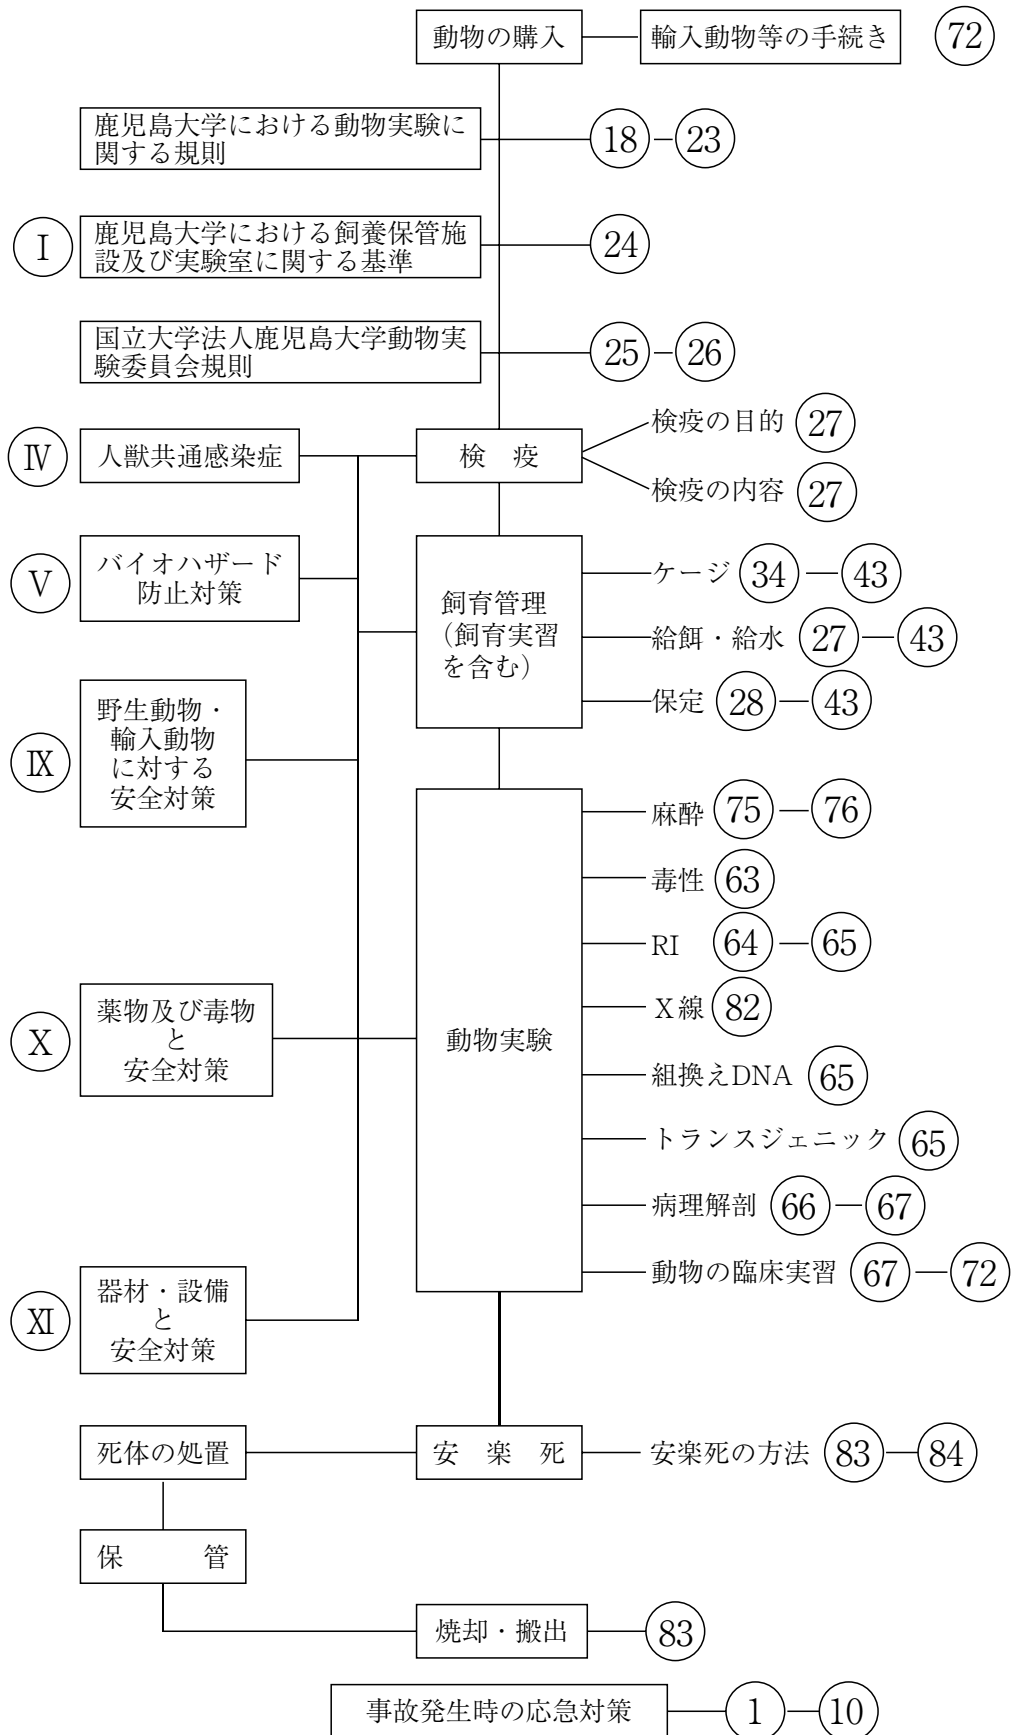 動物の購入 輸入動物等の手続き 72
鹿児島大学における動物実験に
関する規則
18 23
Ⅰ
鹿児島大学における飼養保管施
設及び実験室に関する基準
24
国立大学法人鹿児島大学動物実
験委員会規則
25 26
Ⅳ 人獣共通感染症 検 疫
検疫の目的 27
検疫の内容 27
Ⅴ
バイオハザード
防止対策
飼育管理
(飼育実習
を含む)
ケージ 34 43
給餌・給水 27 43
保定 28 43
Ⅸ
野生動物・
輸入動物
に対する
安全対策
Ⅹ
薬物及び毒物
と
安全対策
動物実験
麻酔 75 76
毒性 63
RI 64 65
X線 82
組換えDNA 65
トランスジェニック 65
病理解剖 66 67
動物の臨床実習 67 72
Ⅺ
器材・設備
と
安全対策
死体の処置 安 楽 死 安楽死の方法 83 84
保 管
焼却・搬出 83
事故発生時の応急対策 1 10